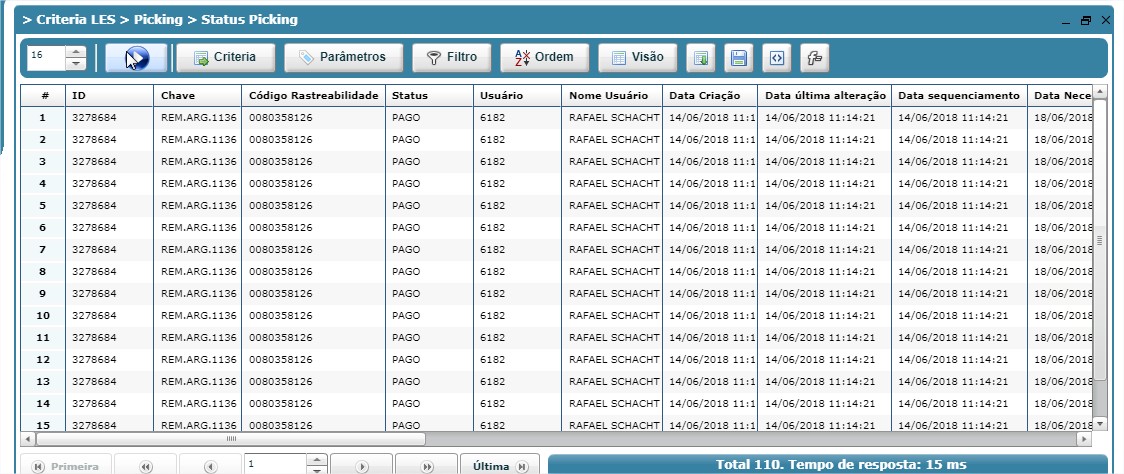 > Criteria LES > Picking > Status Picking
16 Criteria Parâmetros Filtro Ordem Visão
# ID Chave Código Rastreabilidade Status Usuário Nome Usuário Data Criação Data última alteração Data sequenciamento Data Nece
1 3278684 REM.ARG.1136 0080358126 PAGO 6182 RAFAEL SCHACHT 14/06/2018 11:1 14/06/2018 11:14:21 14/06/2018 11:14:21 18/06/2018
2 3278684 REM.ARG.1136 0080358126 PAGO 6182 RAFAEL SCHACHT 14/06/2018 11:1 14/06/2018 11:14:21 14/06/2018 11:14:21 18/06/2018
3 3278684 REM.ARG.1136 0080358126 PAGO 6182 RAFAEL SCHACHT 14/06/2018 11:1 14/06/2018 11:14:21 14/06/2018 11:14:21 18/06/2018
4 3278684 REM.ARG.1136 0080358126 PAGO 6182 RAFAEL SCHACHT 14/06/2018 11:1 14/06/2018 11:14:21 14/06/2018 11:14:21 18/06/2018
5 3278684 REM.ARG.1136 0080358126 PAGO 6182 RAFAEL SCHACHT 14/06/2018 11:1 14/06/2018 11:14:21 14/06/2018 11:14:21 18/06/2018
6 3278684 REM.ARG.1136 0080358126 PAGO 6182 RAFAEL SCHACHT 14/06/2018 11:1 14/06/2018 11:14:21 14/06/2018 11:14:21 18/06/2018
7 3278684 REM.ARG.1136 0080358126 PAGO 6182 RAFAEL SCHACHT 14/06/2018 11:1 14/06/2018 11:14:21 14/06/2018 11:14:21 18/06/2018
8 3278684 REM.ARG.1136 0080358126 PAGO 6182 RAFAEL SCHACHT 14/06/2018 11:1 14/06/2018 11:14:21 14/06/2018 11:14:21 18/06/2018
9 3278684 REM.ARG.1136 0080358126 PAGO 6182 RAFAEL SCHACHT 14/06/2018 11:1 14/06/2018 11:14:21 14/06/2018 11:14:21 18/06/2018
10 3278684 REM.ARG.1136 0080358126 PAGO 6182 RAFAEL SCHACHT 14/06/2018 11:1 14/06/2018 11:14:21 14/06/2018 11:14:21 18/06/2018
11 3278684 REM.ARG.1136 0080358126 PAGO 6182 RAFAEL SCHACHT 14/06/2018 11:1 14/06/2018 11:14:21 14/06/2018 11:14:21 18/06/2018
12 3278684 REM.ARG.1136 0080358126 PAGO 6182 RAFAEL SCHACHT 14/06/2018 11:1 14/06/2018 11:14:21 14/06/2018 11:14:21 18/06/2018
13 3278684 REM.ARG.1136 0080358126 PAGO 6182 RAFAEL SCHACHT 14/06/2018 11:1 14/06/2018 11:14:21 14/06/2018 11:14:21 18/06/2018
14 3278684 REM.ARG.1136 0080358126 PAGO 6182 RAFAEL SCHACHT 14/06/2018 11:1 14/06/2018 11:14:21 14/06/2018 11:14:21 18/06/2018
15 3278684 REM.ARG.1136 0080358126 PAGO 6182 RAFAEL SCHACHT 14/06/2018 11:1 14/06/2018 11:14:21 14/06/2018 11:14:21 18/06/2018
Primeira 1 Última Total 110. Tempo de resposta: 15 ms